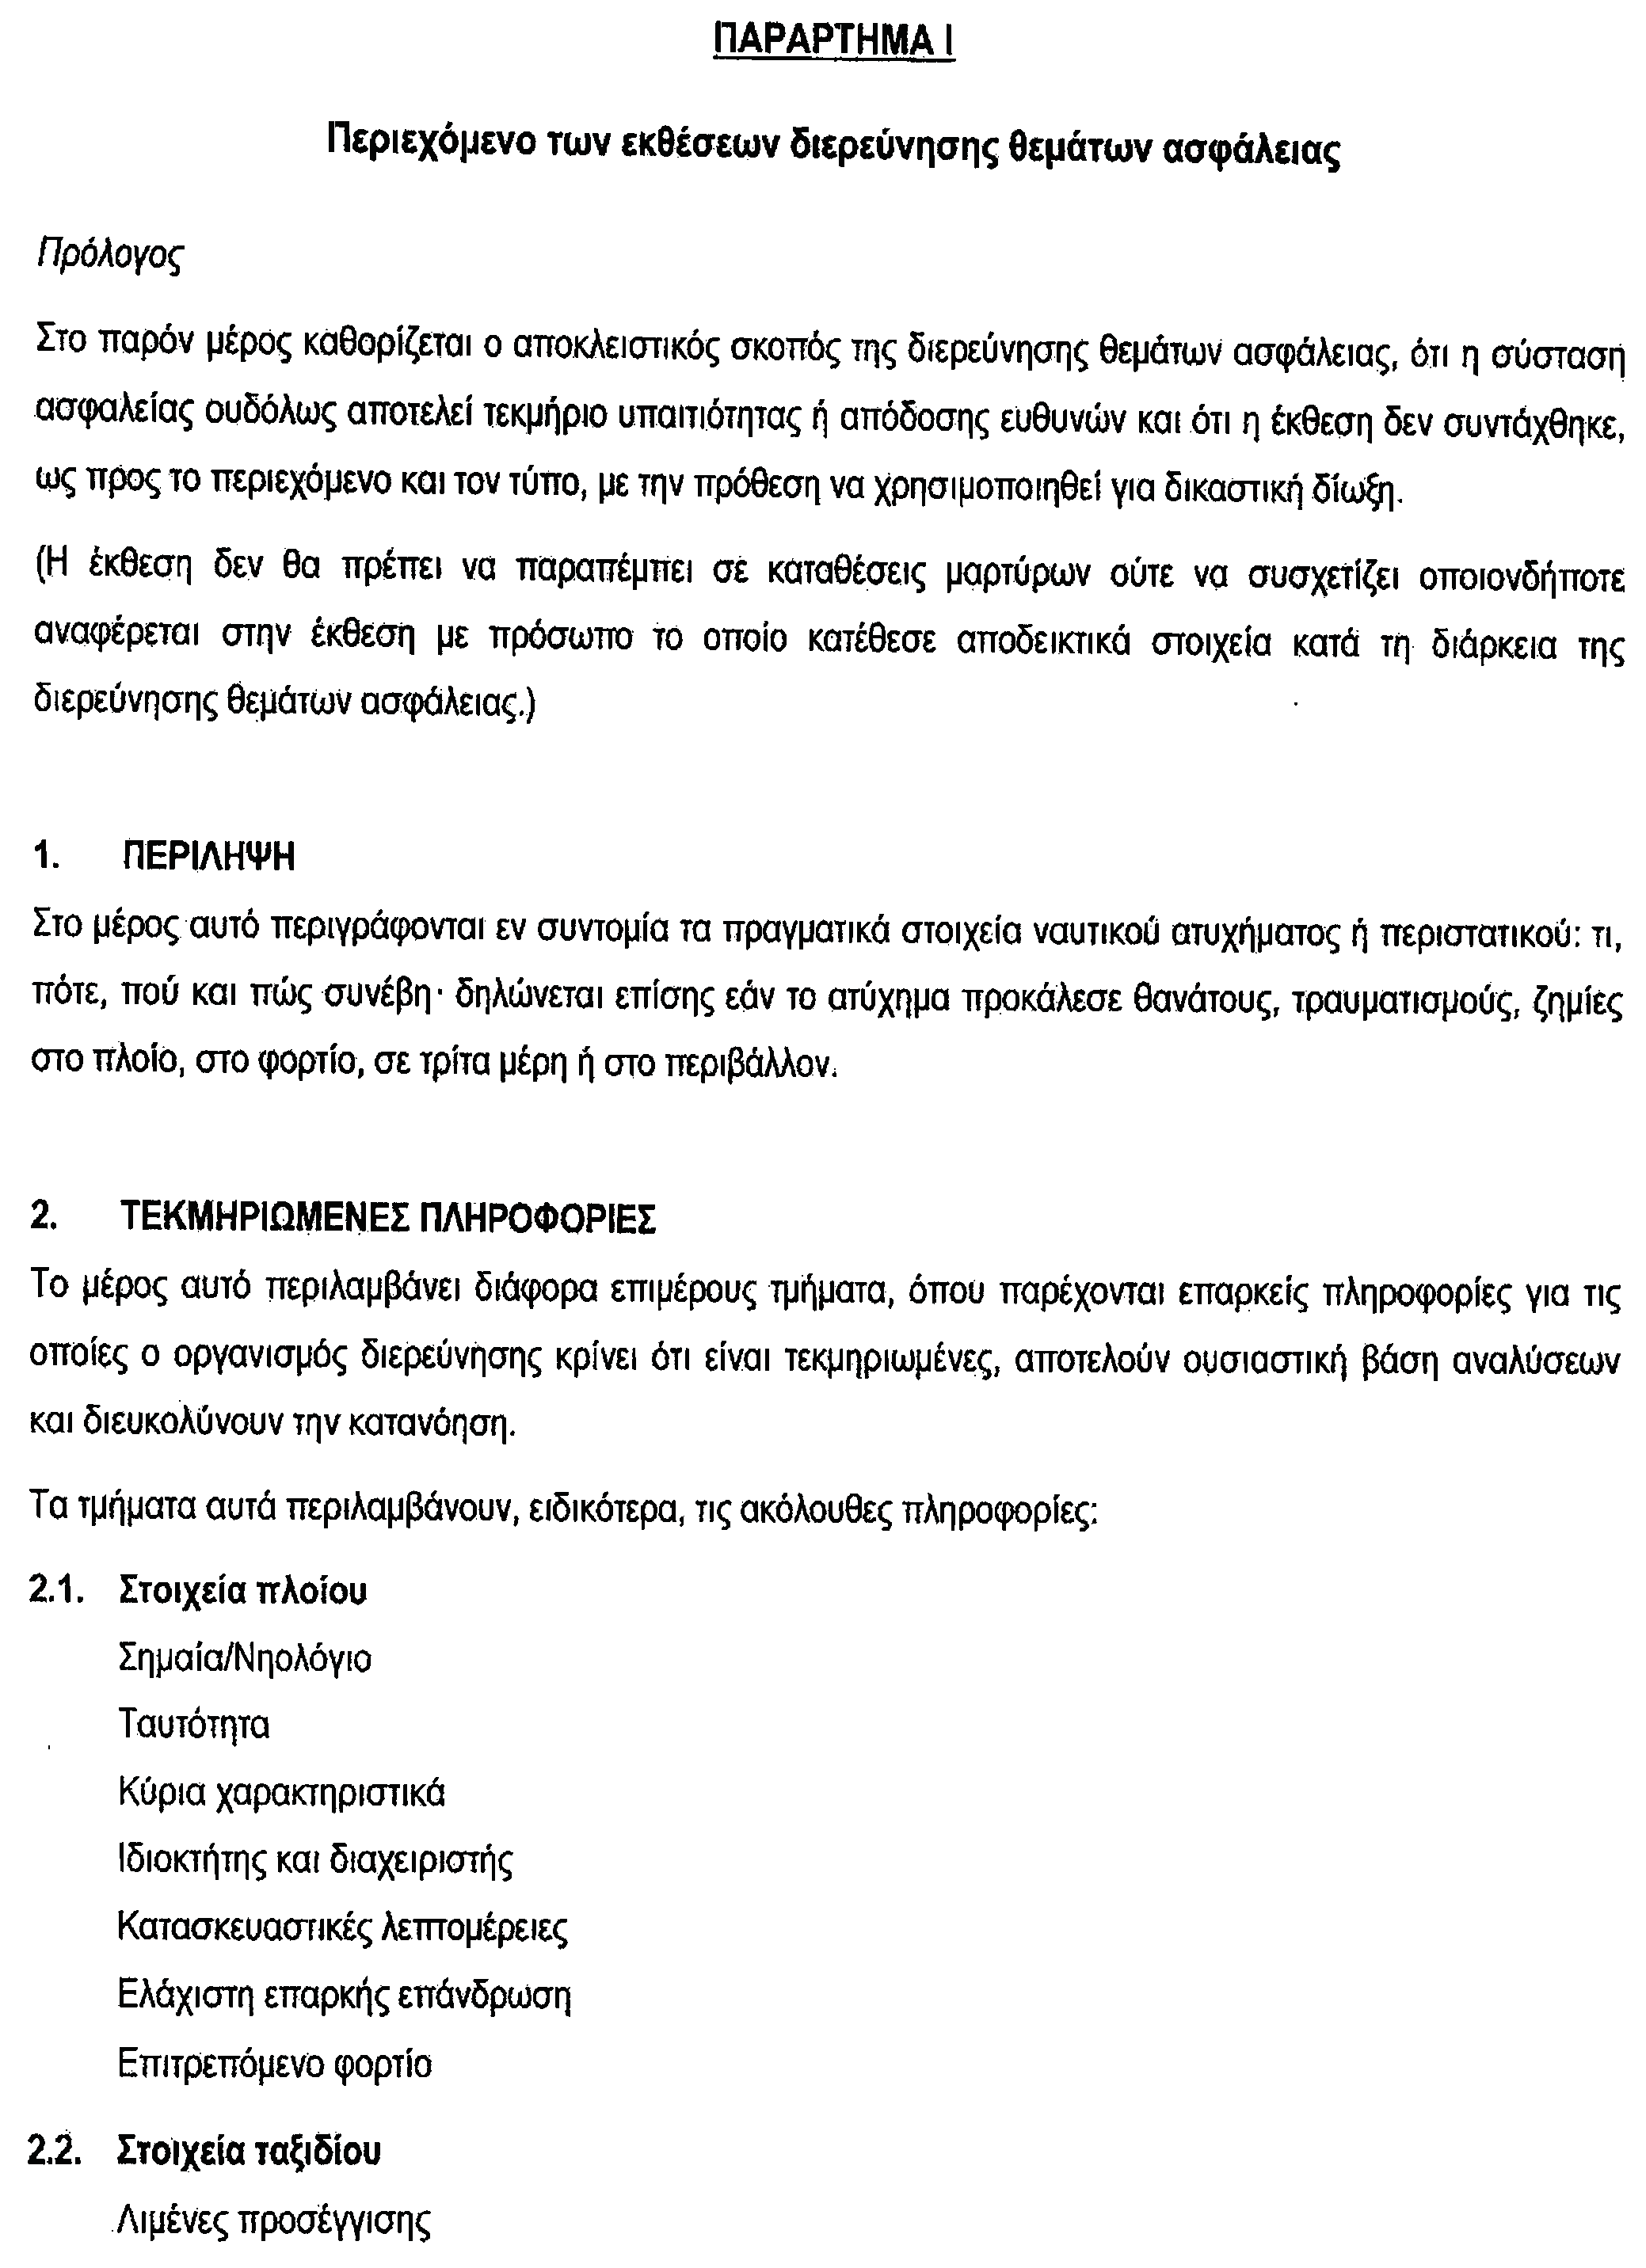 ΠΑΡΑΡΤΗΜΑ Ι
Περιεχόμενο των εκθέσεων διερεύνησης θεμάτων ασφάλειας
Πρόλογος
Στο παρόν μέρος καθορίζεται ο αποκλειστικός σκοπός της διερεύνησης θεμάτων ασφάλειας, ότι η σύσταση
ασφαλείας ουδόλως αποτελεί τεκμήριο υπαιτιότητας ή απόδοσης ευθυνών και ότι η έκθεση δεν συντάχθηκε,
ως προς το περιεχόμενο και τον τύπο, με την πρόθεση να χρησιμοποιηθεί για δικαστική δίωξη.
(Η έκθεση δεν θα πρέπει να παραπέμπει σε καταθέσεις μαρτύρων ούτε να συσχετίζει οποιονδήποτε
αναφέρεται στην έκθεση με πρόσωπο το οποίο κατέθεσε αποδεικτικά στοιχεία κατά τη διάρκεια της
διερεύνησης θεμάτων ασφάλειας.)
1. ΠΕΡΙΛΗΨΗ
Στο μέρος αυτό περιγράφονται εν συντομία τα πραγματικά στοιχεία ναυτικού ατυχήματος ή περιστατικού: τι,
πότε, πού και πώς συνέβη· δηλώνεται επίσης εάν το ατύχημα προκάλεσε θανάτους, τραυματισμούς, ζημίες
στο πλοίο, στο φορτίο, σε τρίτα μέρη ή στο περιβάλλον.
2. ΤΕΚΜΗΡΙΩΜΕΝΕΣ ΠΛΗΡΟΦΟΡΙΕΣ
Το μέρος αυτό περιλαμβάνει διάφορα επιμέρους τμήματα, όπου παρέχονται επαρκείς πληροφορίες για τις
οποίες ο οργανισμός διερεύνησης κρίνει ότι είναι τεκμηριωμένες, αποτελούν ουσιαστική βάση αναλύσεων
και διευκολύνουν την κατανόηση.
Τα τμήματα αυτά περιλαμβάνουν, ειδικότερα, τις ακόλουθες πληροφορίες:
2.1. Στοιχεία πλοίου
Σημαία/Νηολόγιο
Ταυτότητα
Κύρια χαρακτηριστικά
Ιδιοκτήτης και διαχειριστής
Κατασκευαστικές λεπτομέρειες
Ελάχιστη επαρκής επάνδρωση
Επιτρεπόμενο φορτίο
2.2. Στοιχεία ταξιδίου
Λιμένες προσέγγισης